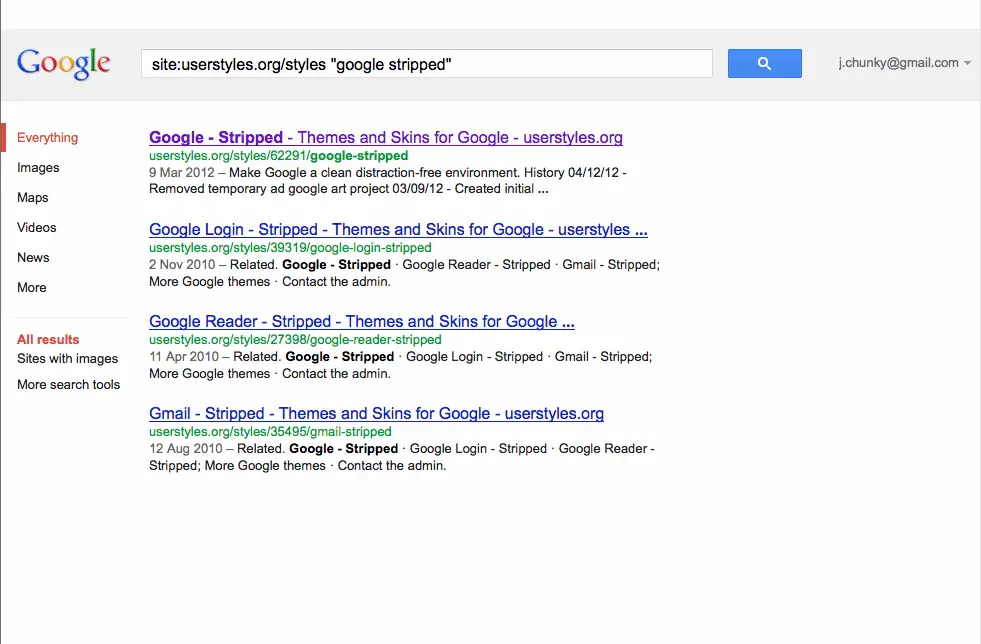 Google
site:userstyles.org/styles "google stripped"
j.chunky@gmail.com
Everything
Images
Maps
Videos
News
More
All results
Sites with images
More search tools
Google - Stripped - Themes and Skins for Google - userstyles.org
userstyles.org/styles/62291/google-stripped
9 Mar 2012 – Make Google a clean distraction-free environment. History 04/12/12 -
Removed temporary ad google art project 03/09/12 - Created initial ...
Google Login - Stripped - Themes and Skins for Google - userstyles ...
userstyles.org/styles/39319/google-login-stripped
2 Nov 2010 – Related. Google - Stripped · Google Reader - Stripped · Gmail - Stripped;
More Google themes · Contact the admin.
Google Reader - Stripped - Themes and Skins for Google ...
userstyles.org/styles/27398/google-reader-stripped
11 Apr 2010 – Related. Google - Stripped · Google Login - Stripped · Gmail - Stripped;
More Google themes · Contact the admin.
Gmail - Stripped - Themes and Skins for Google - userstyles.org
userstyles.org/styles/35495/gmail-stripped
12 Aug 2010 – Related. Google - Stripped · Google Login - Stripped · Google Reader -
Stripped; More Google themes · Contact the admin.